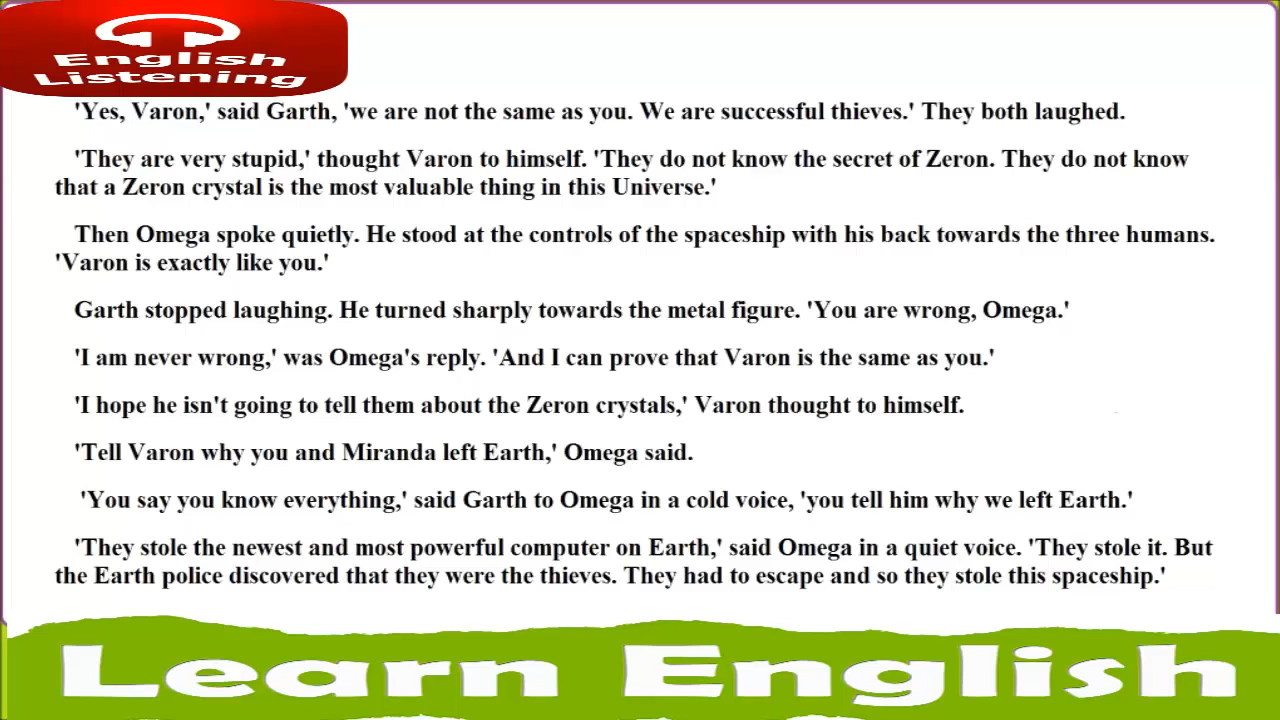 English
Listening
'Yes, Varon,' said Garth, 'we are not the same as you. We are successful thieves.' They both laughed.
'They are very stupid,' thought Varon to himself. 'They do not know the secret of Zeron. They do not know
that a Zeron crystal is the most valuable thing in this Universe.'
Then Omega spoke quietly. He stood at the controls of the spaceship with his back towards the three humans.
'Varon is exactly like you.'
Garth stopped laughing. He turned sharply towards the metal figure. 'You are wrong, Omega.'
'I am never wrong,' was Omega's reply. 'And I can prove that Varon is the same as you.'
'I hope he isn't going to tell them about the Zeron crystals,' Varon thought to himself.
'Tell Varon why you and Miranda left Earth,' Omega said.
'You say you know everything,' said Garth to Omega in a cold voice, 'you tell him why we left Earth.'
'They stole the newest and most powerful computer on Earth,' said Omega in a quiet voice. 'They stole it. But
the Earth police discovered that they were the thieves. They had to escape and so they stole this spaceship.'
Learn English